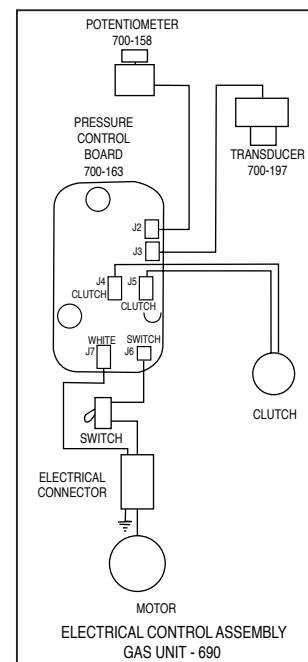 POTENTIOMETER
700-158
PRESSURE
CONTROL
BOARD
700-163
TRANSDUCER
700-197
J2
J3
J4
CLUTCH
J5
CLUTCH
WHITE
J7
SWITCH
J6
SWITCH
CLUTCH
ELECTRICAL
CONNECTOR
MOTOR
ELECTRICAL CONTROL ASSEMBLY
GAS UNIT - 690